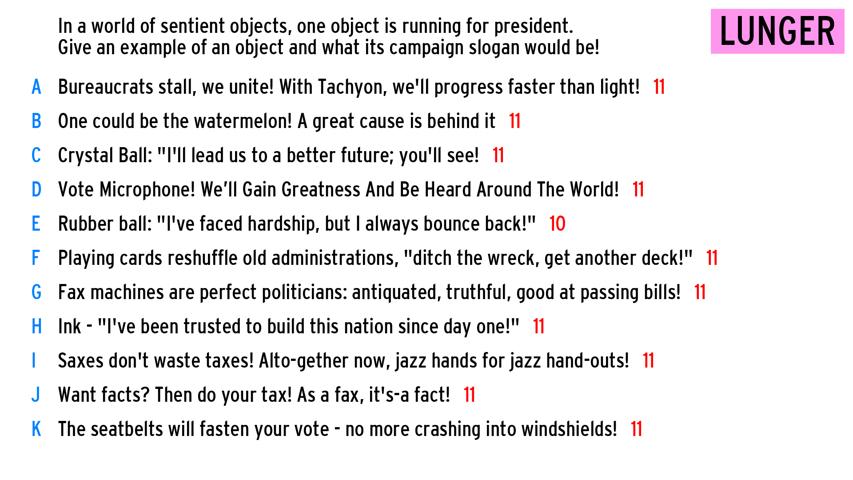 In a world of sentient objects, one object is running for president.
Give an example of an object and what its campaign slogan would be!
LUNGER
A Bureaucrats stall, we unite! With Tachyon, we'll progress faster than light! 11
B One could be the watermelon! A great cause is behind it 11
C Crystal Ball: "I'll lead us to a better future; you'll see! 11
D Vote Microphone! We’ll Gain Greatness And Be Heard Around The World! 11
E Rubber ball: "I've faced hardship, but I always bounce back!" 10
F Playing cards reshuffle old administrations, "ditch the wreck, get another deck!" 11
G Fax machines are perfect politicians: antiquated, truthful, good at passing bills! 11
H Ink - "I've been trusted to build this nation since day one!" 11
I Saxes don't waste taxes! Alto-gether now, jazz hands for jazz hand-outs! 11
J Want facts? Then do your tax! As a fax, it's-a fact! 11
K The seatbelts will fasten your vote - no more crashing into windshields! 11